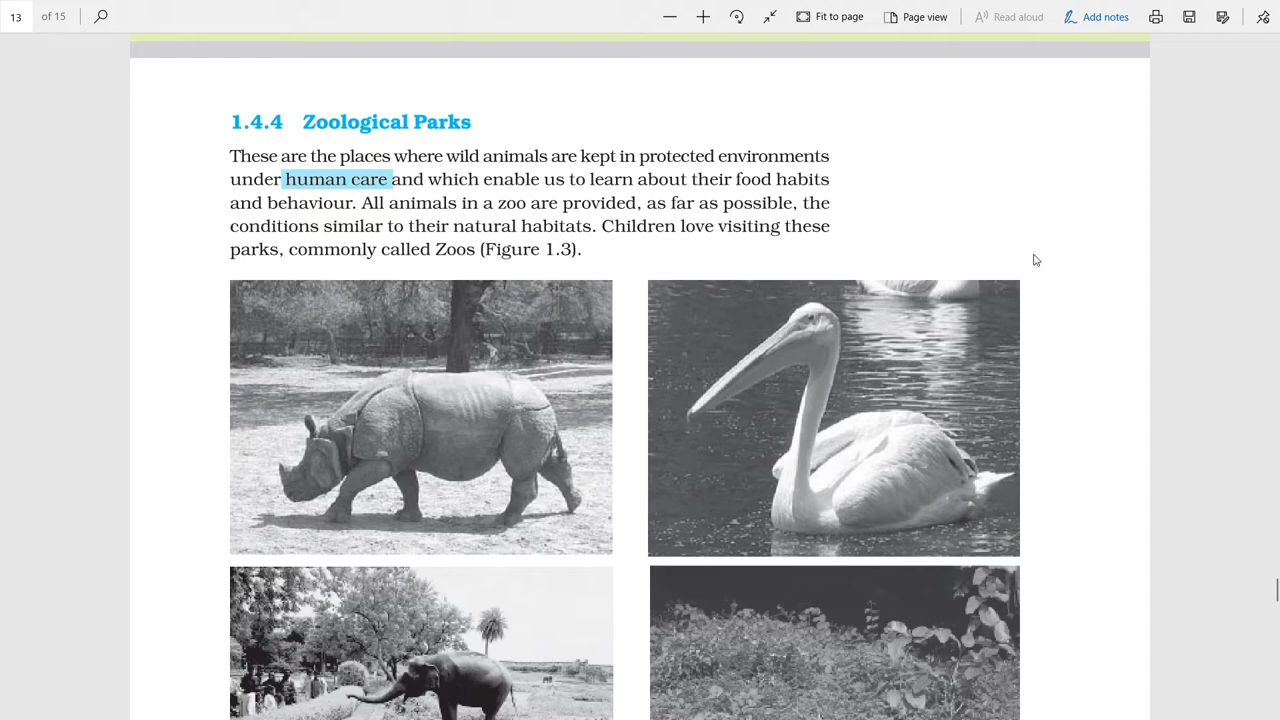 13 of 15 Fit to page Page view Read aloud Add notes
1.4.4 Zoological Parks
These are the places where wild animals are kept in protected environments
under human care and which enable us to learn about their food habits
and behaviour. All animals in a zoo are provided, as far as possible, the
conditions similar to their natural habitats. Children love visiting these
parks, commonly called Zoos (Figure 1.3).